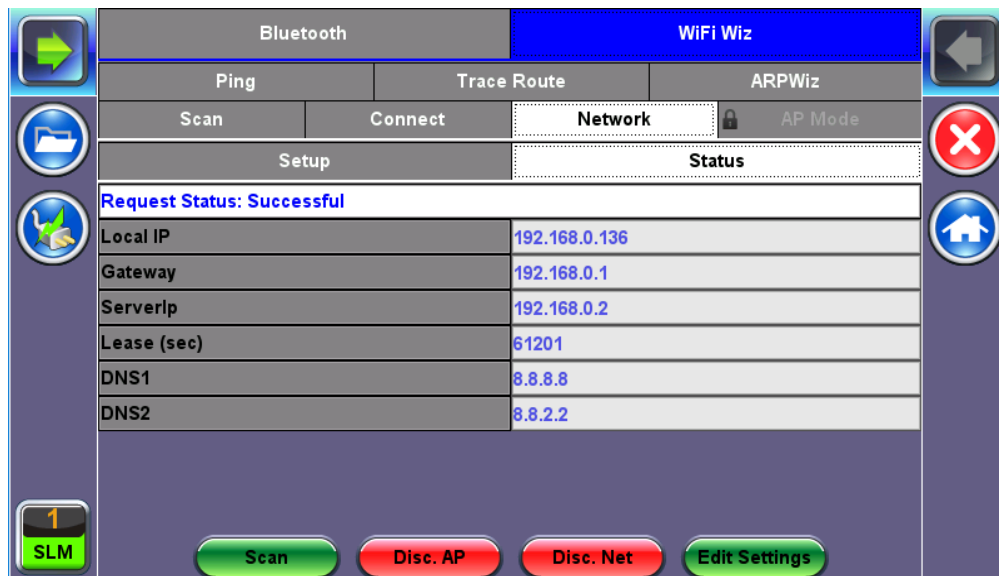 Bluetooth WiFi Wiz
Ping Trace Route ARPWiz
Scan Connect Network AP Mode
Setup Status
Request Status: Successful
Local IP 192.168.0.136
Gateway 192.168.0.1
ServerIp 192.168.0.2
Lease (sec) 61201
DNS1 8.8.8.8
DNS2 8.8.2.2
1
SLM
Scan Disc. AP Disc. Net Edit Settings